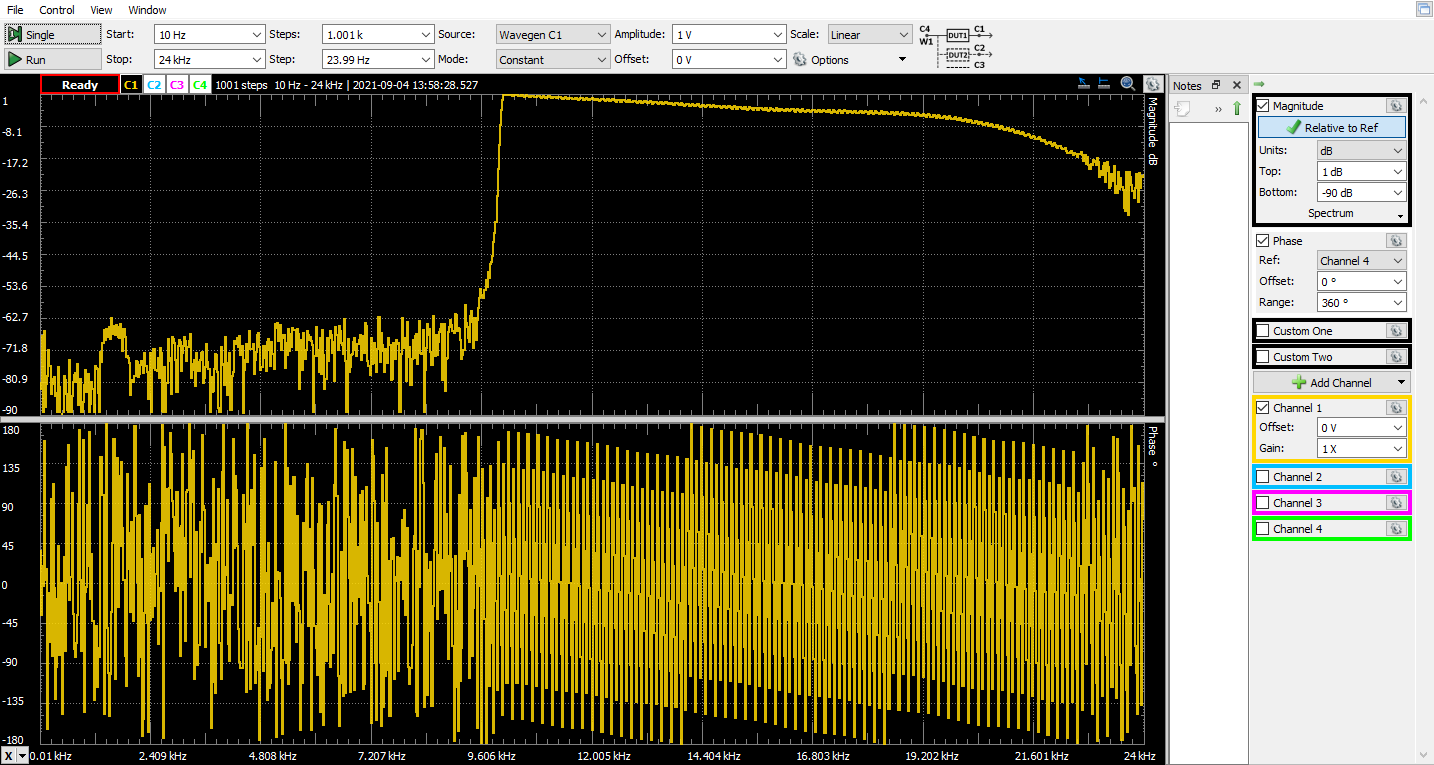 File Control View Window
Single Start: 10 Hz Steps: 1.001 k Source: Wavegen C1 Amplitude: 1 V Scale: Linear
C4 W1 DUT1 C1 DUT2 C2 C3
Run Stop: 24 kHz Step: 23.99 Hz Mode: Constant Offset: 0 V Options
Ready C1 C2 C3 C4 1001 steps 10 Hz - 24 kHz | 2021-09-04 13:58:28.527
1
-8.1
-17.2
-26.3
-35.4
-44.5
-53.6
-62.7
-71.8
-80.9
-90
Magnitude dB
180
135
90
45
0
-45
-90
-135
-180
Phase °
X 0.01 kHz 2.409 kHz 4.808 kHz 7.207 kHz 9.606 kHz 12.005 kHz 14.404 kHz 16.803 kHz 19.202 kHz 21.601 kHz 24 kHz
Notes
»
Magnitude
Relative to Ref
Units: dB
Top: 1 dB
Bottom: -90 dB
Spectrum
Phase
Ref: Channel 4
Offset: 0 °
Range: 360 °
Custom One
Custom Two
Add Channel
Channel 1
Offset: 0 V
Gain: 1 X
Channel 2
Channel 3
Channel 4